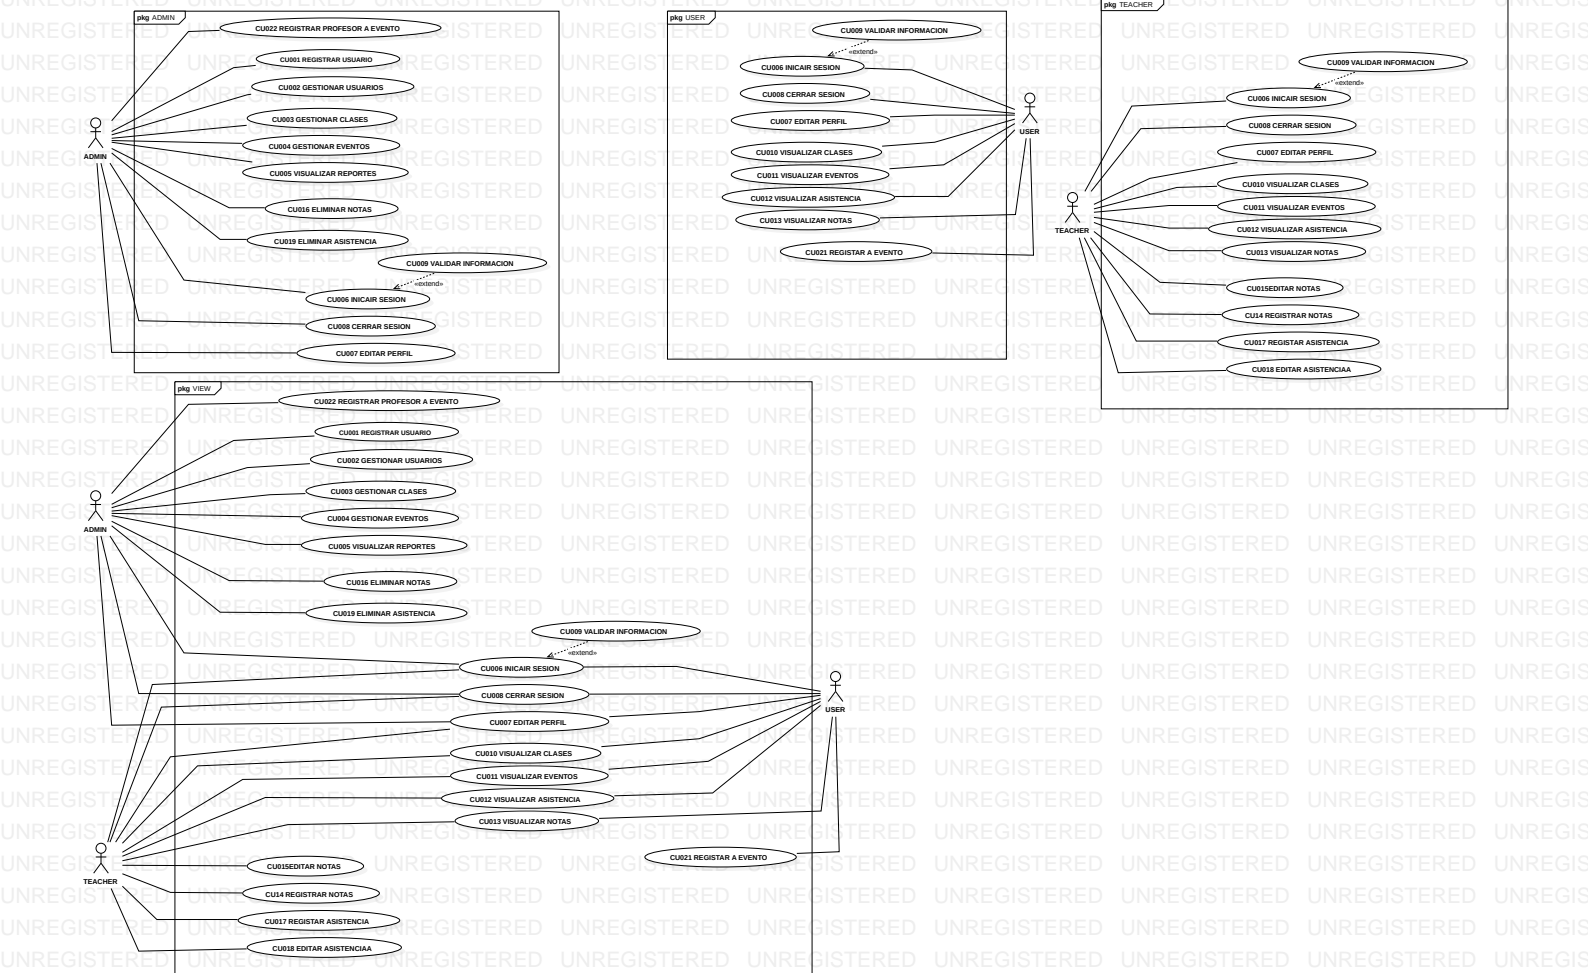 pkg ADMIN
CU022 REGISTRAR PROFESOR A EVENTO
CU001 REGISTRAR USUARIO
CU002 GESTIONAR USUARIOS
CU003 GESTIONAR CLASES
CU004 GESTIONAR EVENTOS
ADMIN
CU005 VISUALIZAR REPORTES
CU016 ELIMINAR NOTAS
CU019 ELIMINAR ASISTENCIA
CU009 VALIDAR INFORMACION
«extend»
CU006 INICAIR SESION
CU008 CERRAR SESION
CU007 EDITAR PERFIL
pkg USER
CU009 VALIDAR INFORMACION
«extend»
CU006 INICAIR SESION
CU008 CERRAR SESION
CU007 EDITAR PERFIL
USER
CU010 VISUALIZAR CLASES
CU011 VISUALIZAR EVENTOS
CU012 VISUALIZAR ASISTENCIA
CU013 VISUALIZAR NOTAS
CU021 REGISTAR A EVENTO
pkg TEACHER
CU009 VALIDAR INFORMACION
«extend»
CU006 INICAIR SESION
CU008 CERRAR SESION
CU007 EDITAR PERFIL
CU010 VISUALIZAR CLASES
CU011 VISUALIZAR EVENTOS
TEACHER
CU012 VISUALIZAR ASISTENCIA
CU013 VISUALIZAR NOTAS
CU015EDITAR NOTAS
CU14 REGISTRAR NOTAS
CU017 REGISTAR ASISTENCIA
CU018 EDITAR ASISTENCIAA
pkg VIEW
CU022 REGISTRAR PROFESOR A EVENTO
CU001 REGISTRAR USUARIO
CU002 GESTIONAR USUARIOS
CU003 GESTIONAR CLASES
CU004 GESTIONAR EVENTOS
ADMIN
CU005 VISUALIZAR REPORTES
CU016 ELIMINAR NOTAS
CU019 ELIMINAR ASISTENCIA
CU009 VALIDAR INFORMACION
«extend»
CU006 INICAIR SESION
CU008 CERRAR SESION
USER
CU007 EDITAR PERFIL
CU010 VISUALIZAR CLASES
CU011 VISUALIZAR EVENTOS
CU012 VISUALIZAR ASISTENCIA
CU013 VISUALIZAR NOTAS
CU021 REGISTAR A EVENTO
CU015EDITAR NOTAS
TEACHER
CU14 REGISTRAR NOTAS
CU017 REGISTAR ASISTENCIA
CU018 EDITAR ASISTENCIAA
UNREGISTERED